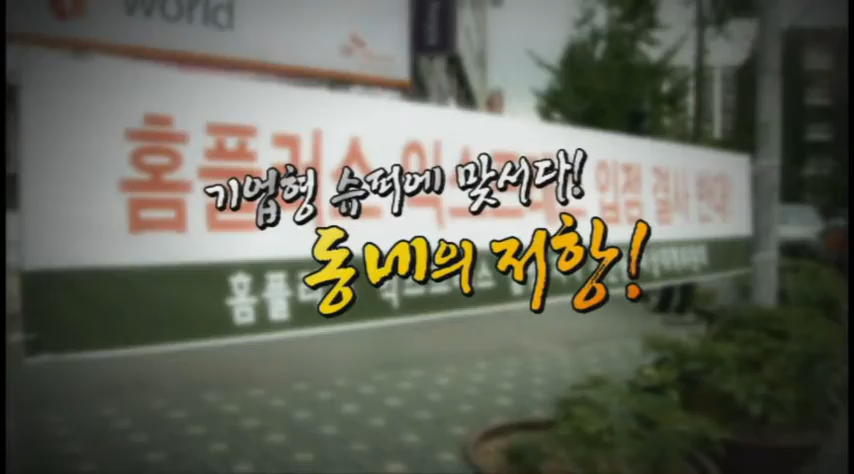 world
기업형 슈퍼에 맞서다!
동네의 저항!
홈플러스 익스프레스 입점 결사 반대!
홈플러스 익스프레스